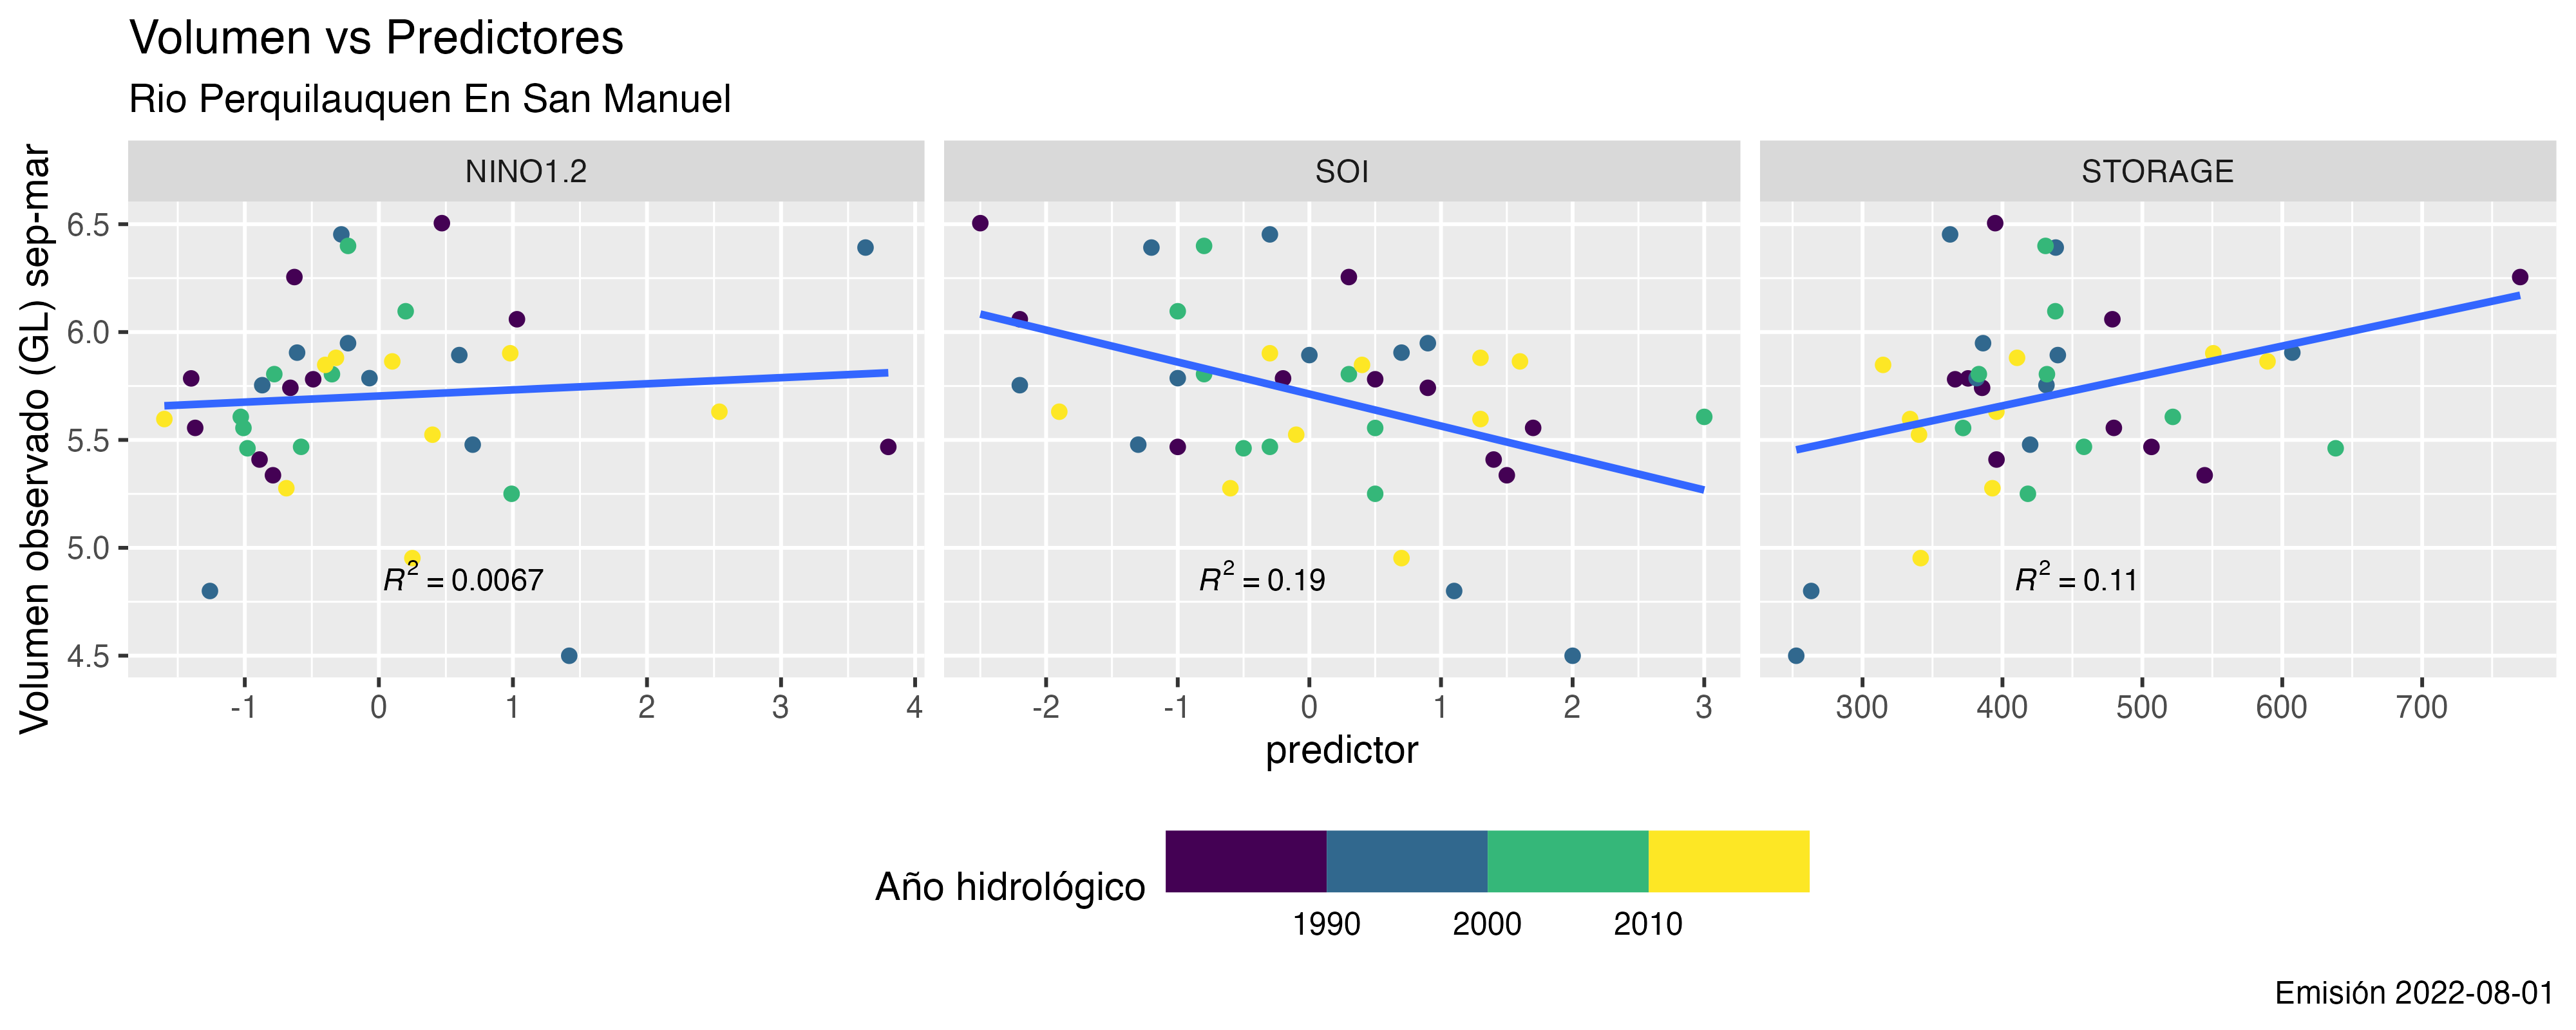 Volumen vs Predictores
Rio Perquilauquen En San Manuel
NINO1.2
SOI
STORAGE
Volumen observado (GL) sep-mar
6.5
6.0
5.5
5.0
4.5
R² = 0.0067
R² = 0.19
R² = 0.11
-1 0 1 2 3 4
-2 -1 0 1 2 3
300 400 500 600 700
predictor
Año hidrológico
1990 2000 2010
Emisión 2022-08-01